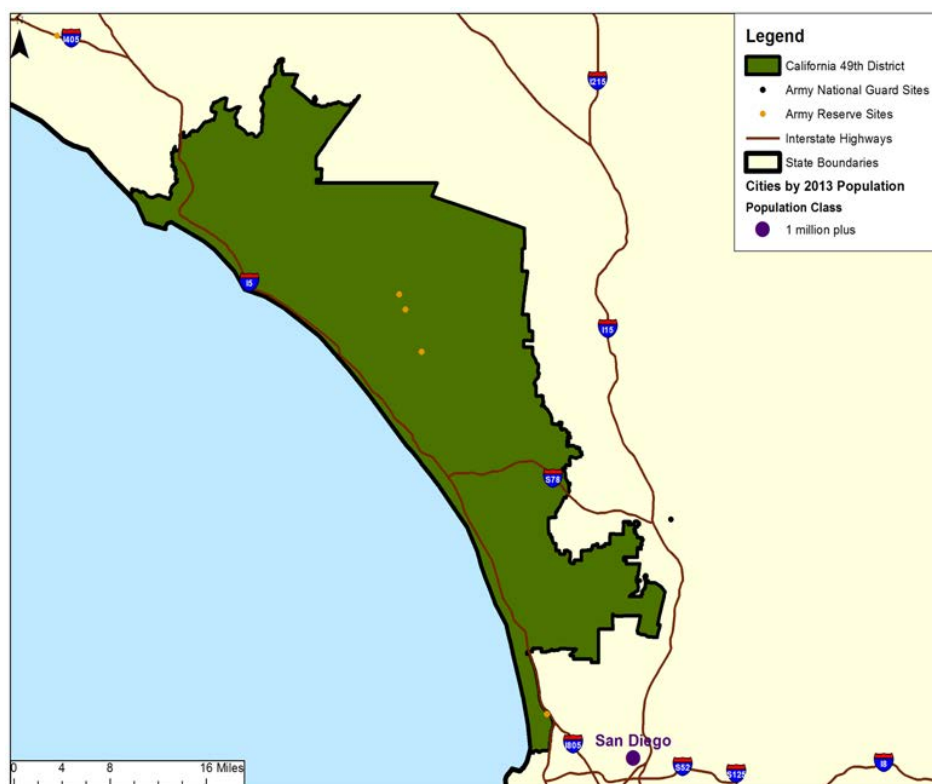 I405
I215
Legend
California 49th District
Army National Guard Sites
Army Reserve Sites
Interstate Highways
State Boundaries
Cities by 2013 Population
Population Class
1 million plus
I5
I15
S78
San Diego
I805
S52
S125
I8
0 4 8 16 Miles